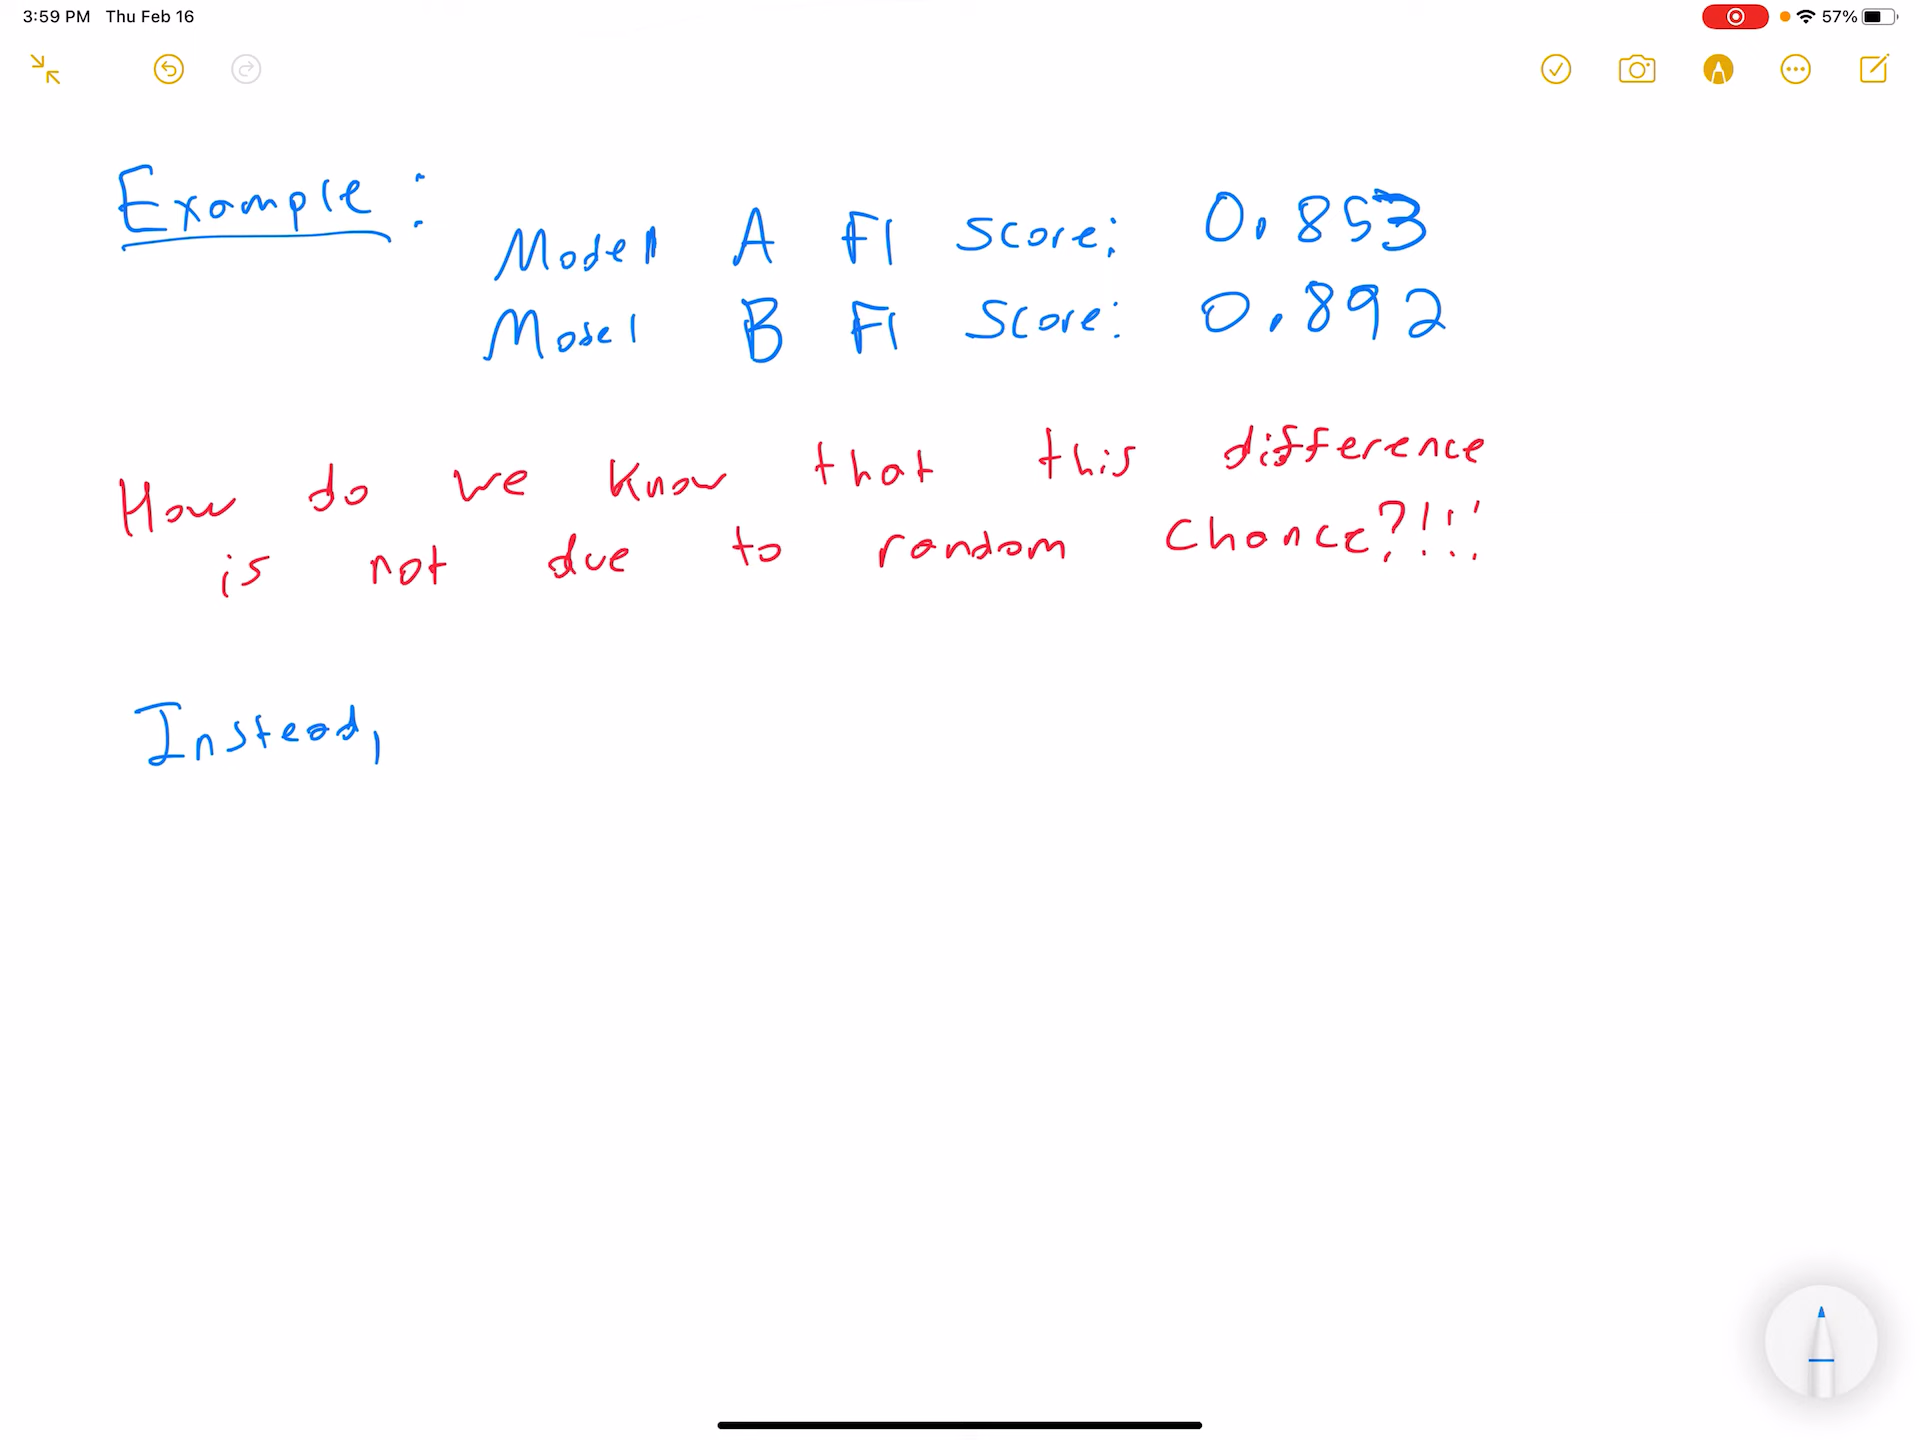 3:59 PM Thu Feb 16
57%
Example:
Model A F1 Score: 0.853
Model B F1 Score: 0.892
How do we know that this difference
is not due to random chance?!!!
Instead,